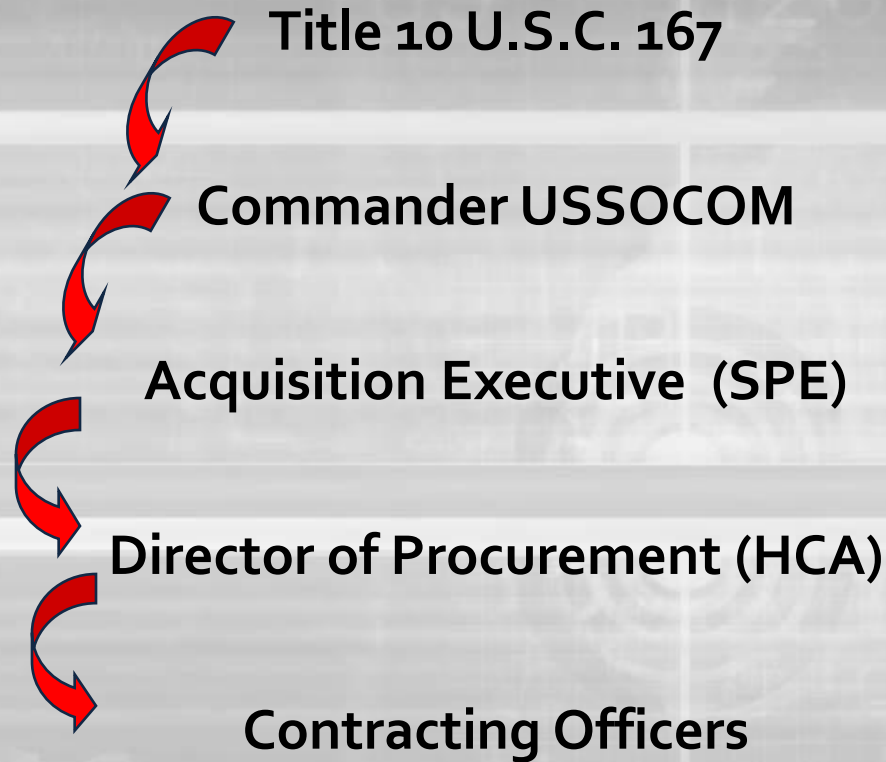 Title 10 U.S.C. 167
Commander USSOCOM
Acquisition Executive (SPE)
Director of Procurement (HCA)
Contracting Officers